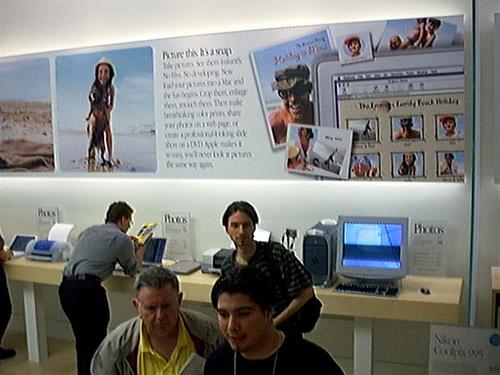 Picture this. It's a snap.
Take pictures. See them instantly.
No film. No developing. Now
load your pictures into a Mac and
the fun begins. Crop them, enlarge
them, retouch them. Then make
breathtaking color prints, share
your photos on a web page, or
create a professional-looking slide
show on a DVD. Apple makes it
so easy, you'll never look at pictures
the same way again.
Family Beach Holiday
Photos
Photos
Photos
Nikon
Coolpix 995